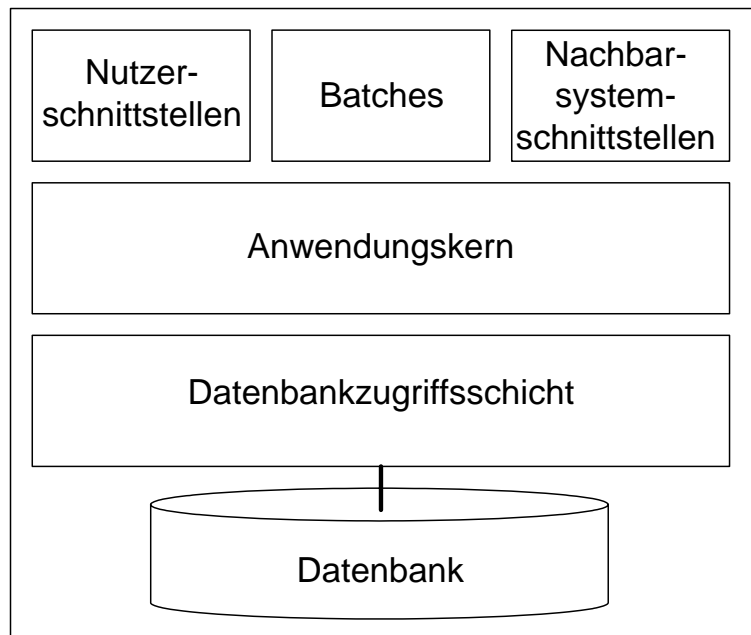 Nutzer-
schnittstellen
Batches
Nachbar-
system-
schnittstellen
Anwendungskern
Datenbankzugriffsschicht
Datenbank